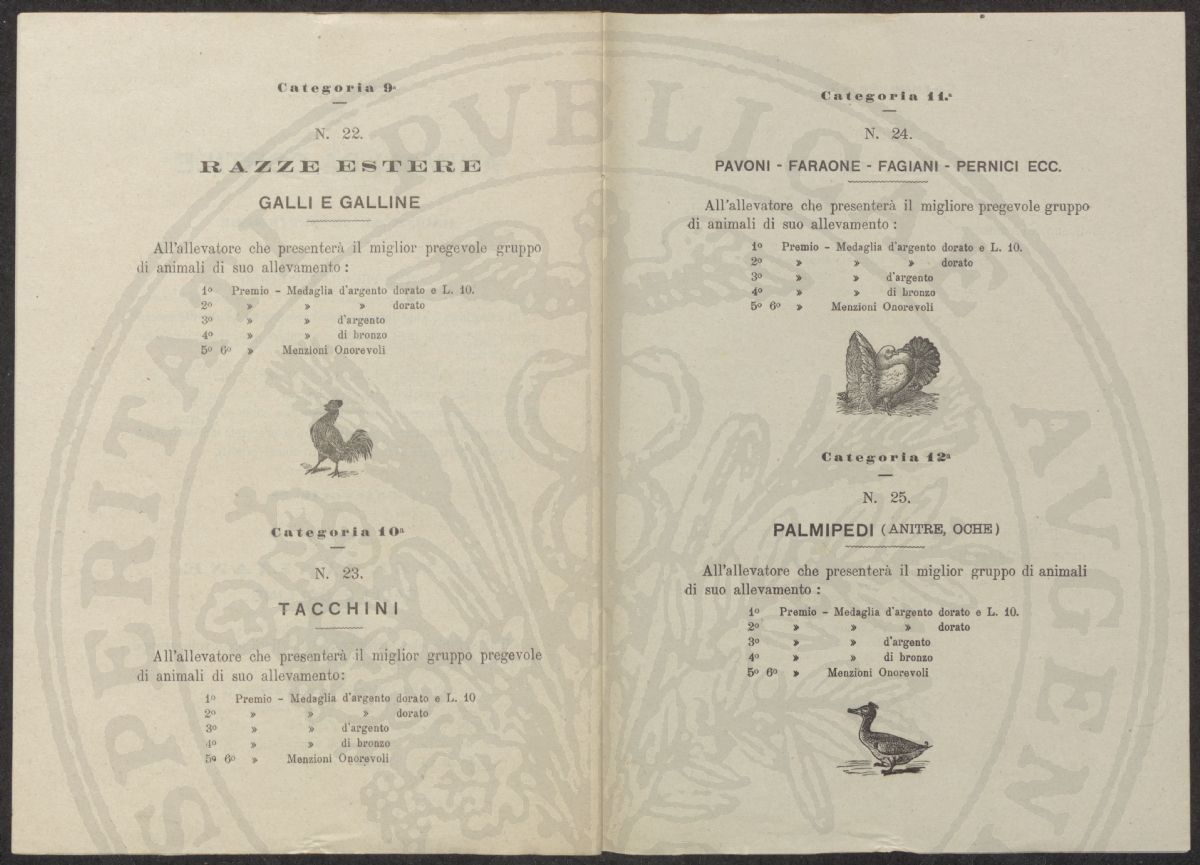 Categoria 9ª
N. 22.
RAZZE ESTERE
GALLI E GALLINE
All'allevatore che presenterà il miglior pregevole gruppo
di animali di suo allevamento :
1º Premio - Medaglia d'argento dorato e L. 10.
2º » » » dorato
3º » » d'argento
4º » » di bronzo
5º 6º » Menzioni Onorevoli
Categoria 10ª
N. 23.
TACCHINI
All'allevatore che presenterà il miglior gruppo pregevole
di animali di suo allevamento:
1º Premio - Medaglia d'argento dorato e L. 10
2º » » » dorato
3º » » d'argento
4º » » di bronzo
5º 6º » Menzioni Onorevoli
Categoria 11.ª
N. 24.
PAVONI - FARAONE - FAGIANI - PERNICI ECC.
All'allevatore che presenterà il migliore pregevole gruppo
di animali di suo allevamento :
1º Premio - Medaglia d'argento dorato e L. 10.
2º » » » dorato
3º » » d'argento
4º » » di bronzo
5º 6º » Menzioni Onorevoli
Categoria 12ª
N. 25.
PALMIPEDI (ANITRE, OCHE)
All'allevatore che presenterà il miglior gruppo di animali
di suo allevamento :
1º Premio - Medaglia d'argento dorato e L. 10.
2º » » » dorato
3º » » d'argento
4º » » di bronzo
5º 6º » Menzioni Onorevoli
SPERITATI PVBLICAE AVGEN